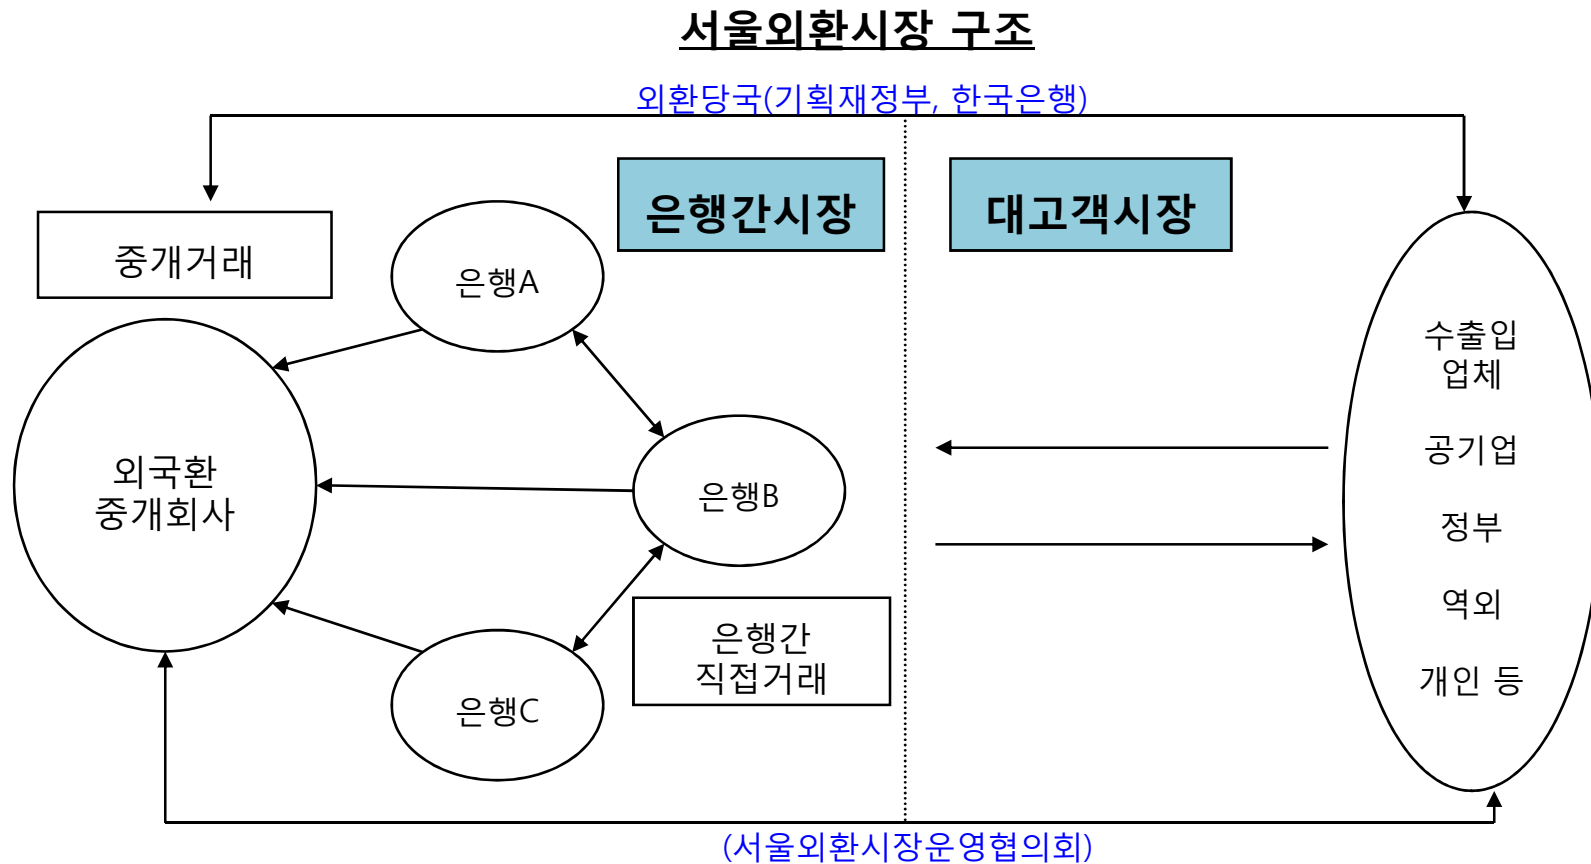 서울외환시장 구조
외환당국(기획재정부, 한국은행)
은행간시장
대고객시장
중개거래
은행A
수출입
업체
공기업
정부
역외
개인 등
외국환
중개회사
은행B
은행간
직접거래
은행C
(서울외환시장운영협의회)